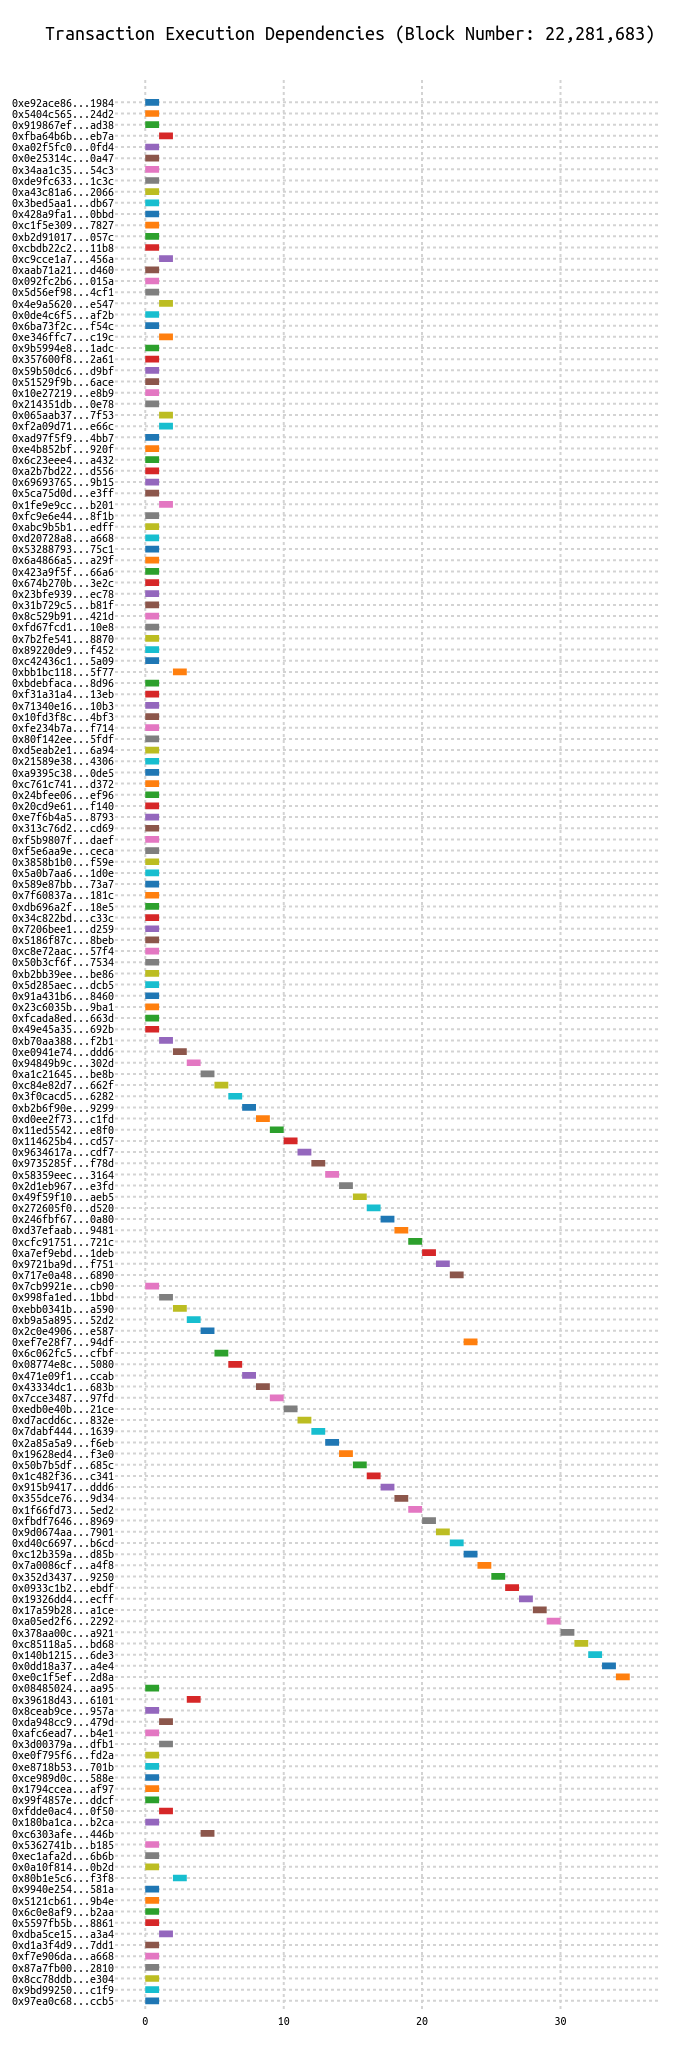 Transaction Execution Dependencies (Block Number: 22,281,683)
0xe92ace86...1984
0x5404c565...24d2
0x919867ef...ad38
0xfba64b6b...eb7a
0xa02f5fc0...0fd4
0x0e25314c...0a47
0x34aa1c35...54c3
0xde9fc633...1c3c
0xa43c81a6...2066
0x3bed5aa1...db67
0x428a9fa1...0bbd
0xc1f5e309...7827
0xb2d91017...057c
0xcbdb22c2...11b8
0xc9cce1a7...456a
0xaab71a21...d460
0x092fc2b6...015a
0x5d56ef98...4cf1
0x4e9a5620...e547
0x0de4c6f5...af2b
0x6ba73f2c...f54c
0xe346ffc7...c19c
0x9b5994e8...1adc
0x357600f8...2a61
0x59b50dc6...d9bf
0x51529f9b...6ace
0x10e27219...e8b9
0x214351db...0e78
0x065aab37...7f53
0xf2a09d71...e66c
0xad97f5f9...4bb7
0xe4b852bf...920f
0x6c23eee4...a432
0xa2b7bd22...d556
0x69693765...9b15
0x5ca75d0d...e3ff
0x1fe9e9cc...b201
0xfc9e6e44...8f1b
0xabc9b5b1...edff
0xd20728a8...a668
0x53288793...75c1
0x6a4866a5...a29f
0x423a9f5f...66a6
0x674b270b...3e2c
0x23bfe939...ec78
0x31b729c5...b81f
0x8c529b91...421d
0xfd67fcd1...10e8
0x7b2fe541...8870
0x89220de9...f452
0xc42436c1...5a09
0xbb1bc118...5f77
0xbdebfaca...8d96
0xf31a31a4...13eb
0x71340e16...10b3
0x10fd3f8c...4bf3
0xfe234b7a...f714
0x80f142ee...5fdf
0xd5eab2e1...6a94
0x21589e38...4306
0xa9395c38...0de5
0xc761c741...d372
0x24bfee06...ef96
0x20cd9e61...f140
0xe7f6b4a5...8793
0x313c76d2...cd69
0xf5b9807f...daef
0xf5e6aa9e...ceca
0x3858b1b0...f59e
0x5a0b7aa6...1d0e
0x589e87bb...73a7
0x7f60837a...181c
0xdb696a2f...18e5
0x34c822bd...c33c
0x7206bee1...d259
0x5186f87c...8beb
0xc8e72aac...57f4
0x50b3cf6f...7534
0xb2bb39ee...be86
0x5d285aec...dcb5
0x91a431b6...8460
0x23c6035b...9ba1
0xfcada8ed...663d
0x49e45a35...692b
0xb70aa388...f2b1
0xe0941e74...ddd6
0x94849b9c...302d
0xa1c21645...be8b
0xc84e82d7...662f
0x3f0cacd5...6282
0xb2b6f90e...9299
0xd0ee2f73...c1fd
0x11ed5542...e8f0
0x114625b4...cd57
0x9634617a...cdf7
0x9735285f...f78d
0x58359eec...3164
0x2d1eb967...e3fd
0x49f59f10...aeb5
0x272605f0...d520
0x246fbf67...0a80
0xd37efaab...9481
0xcfc91751...721c
0xa7ef9ebd...1deb
0x9721ba9d...f751
0x717e0a48...6890
0x7cb9921e...cb90
0x998fa1ed...1bbd
0xebb0341b...a590
0xb9a5a895...52d2
0x2c0e4906...e587
0xef7e28f7...94df
0x6c062fc5...cfbf
0x08774e8c...5080
0x471e09f1...ccab
0x43334dc1...683b
0x7cce3487...97fd
0xedb0e40b...21ce
0xd7acdd6c...832e
0x7dabf444...1639
0x2a85a5a9...f6eb
0x19628ed4...f3e0
0x50b7b5df...685c
0x1c482f36...c341
0x915b9417...ddd6
0x355dce76...9d34
0x1f66fd73...5ed2
0xfbdf7646...8969
0x9d0674aa...7901
0xd40c6697...b6cd
0xc12b359a...d85b
0x7a0086cf...a4f8
0x352d3437...9250
0x0933c1b2...ebdf
0x19326dd4...ecff
0x17a59b28...a1ce
0xa05ed2f6...2292
0x378aa00c...a921
0xc85118a5...bd68
0x140b1215...6de3
0x0dd18a37...a4e4
0xe0c1f5ef...2d8a
0x08485024...aa95
0x39618d43...6101
0x8ceab9ce...957a
0xda948cc9...479d
0xafc6ead7...b4e1
0x3d00379a...dfb1
0xe0f795f6...fd2a
0xe8718b53...701b
0xce989d0c...588e
0x1794ccea...af97
0x99f4857e...ddcf
0xfdde0ac4...0f50
0x180ba1ca...b2ca
0xc6303afe...446b
0x5362741b...b185
0xec1afa2d...6b6b
0x0a10f814...0b2d
0x80b1e5c6...f3f8
0x9940e254...581a
0x5121cb61...9b4e
0x6c0e8af9...b2aa
0x5597fb5b...8861
0xdba5ce15...a3a4
0xd1a3f4d9...7dd1
0xf7e906da...a668
0x87a7fb00...2810
0x8cc78ddb...e304
0x9bd99250...c1f9
0x97ea0c68...ccb5
0 10 20 30